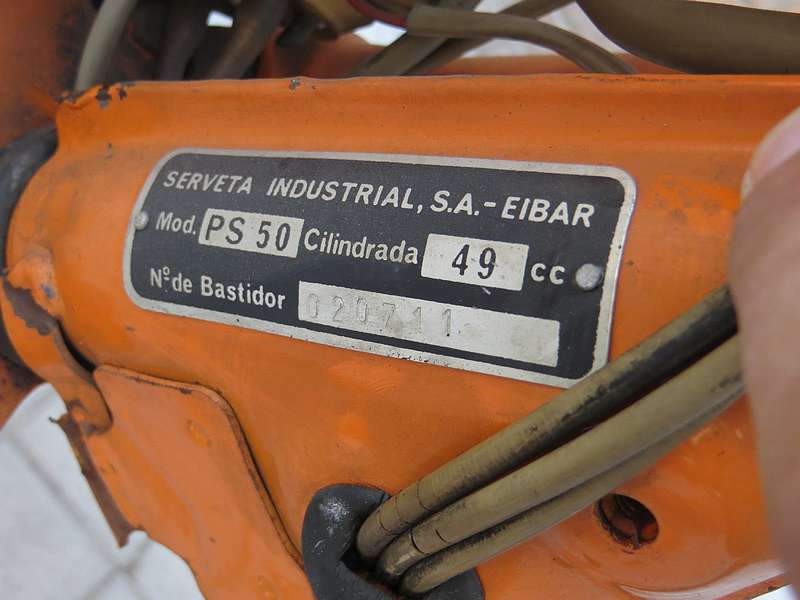 SERVETA INDUSTRIAL, S.A.-EIBAR
Mod. PS 50 Cilindrada 49 cc
Nº de Bastidor 020711